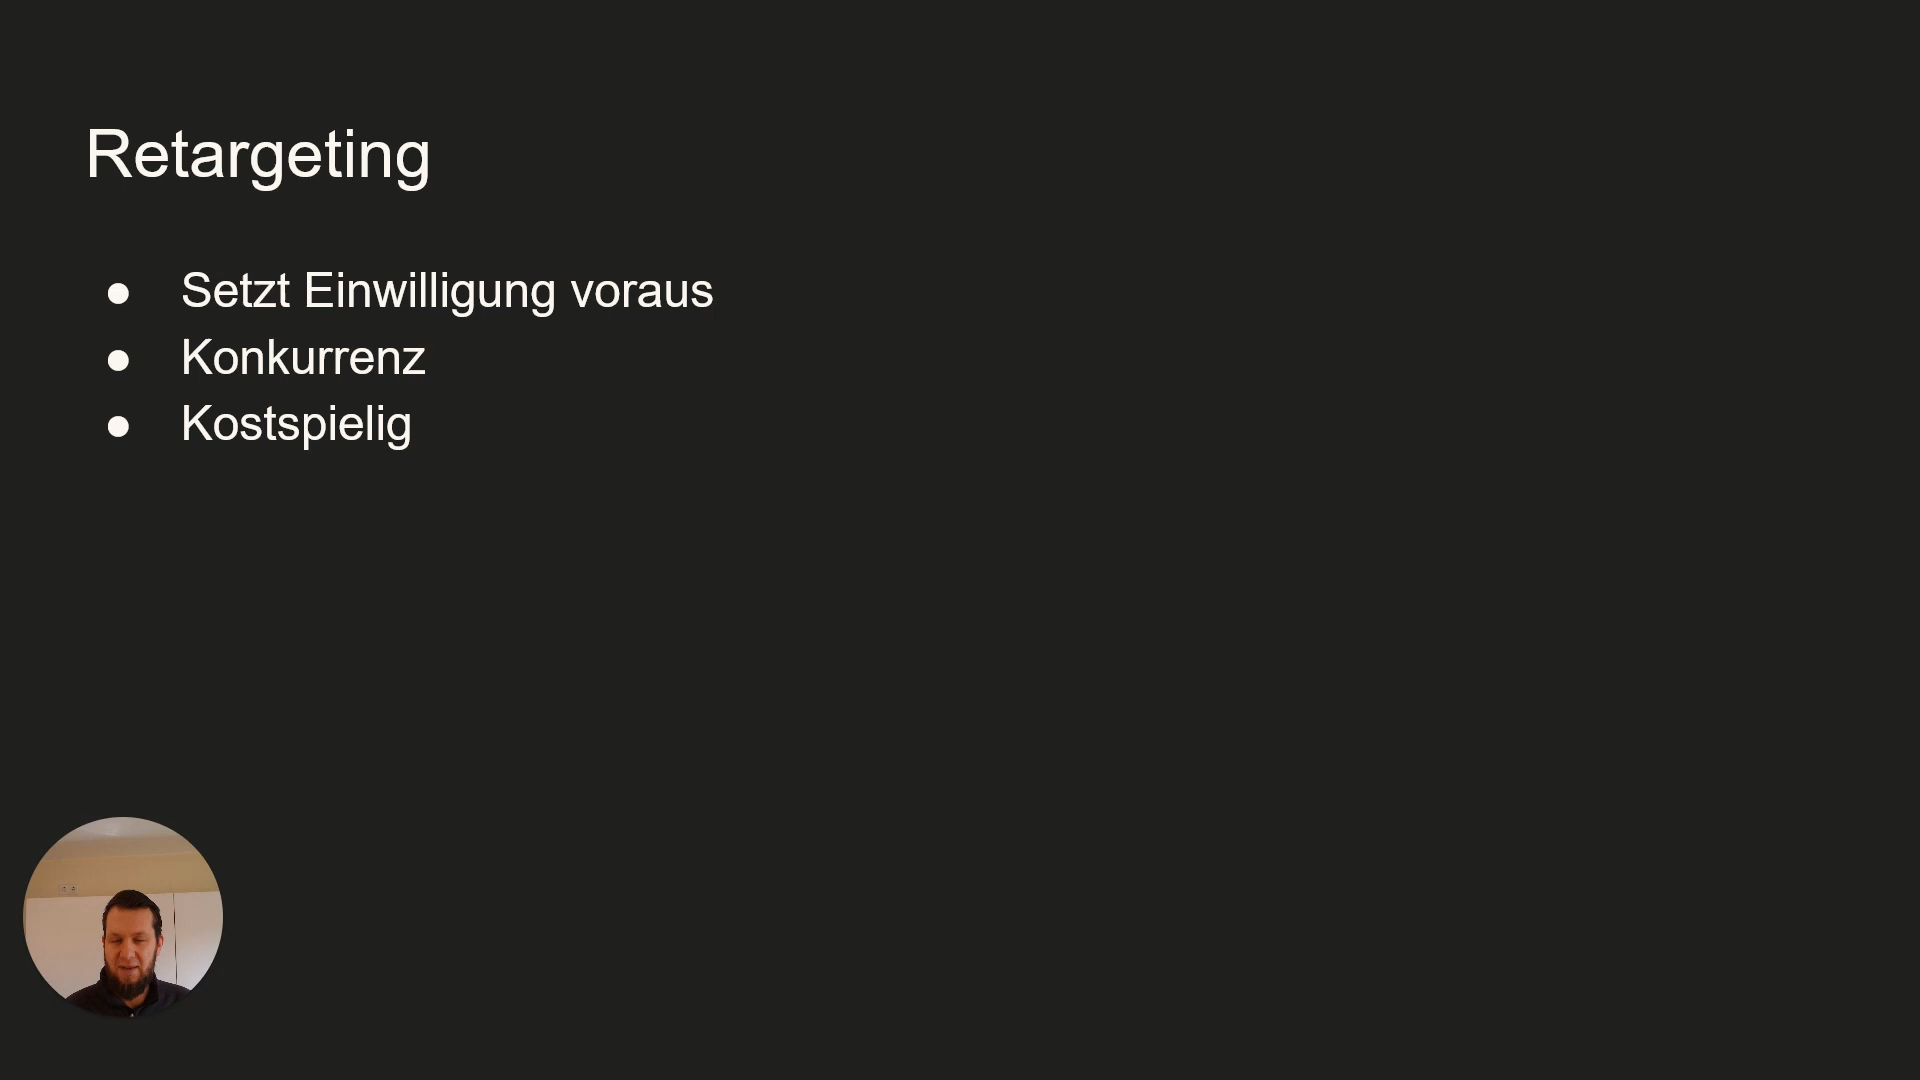 Retargeting
● Setzt Einwilligung voraus
● Konkurrenz
● Kostspielig